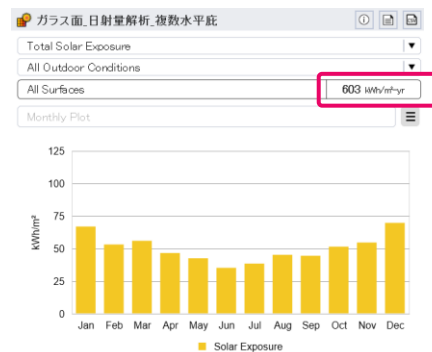 ガラス面_日射量解析_複数水平庇
Total Solar Exposure
All Outdoor Conditions
All Surfaces 603 kWh/m²-yr
Monthly Plot
125
100
75
50
25
0
kWh/m²
Jan Feb Mar Apr May Jun Jul Aug Sep Oct Nov Dec
Solar Exposure